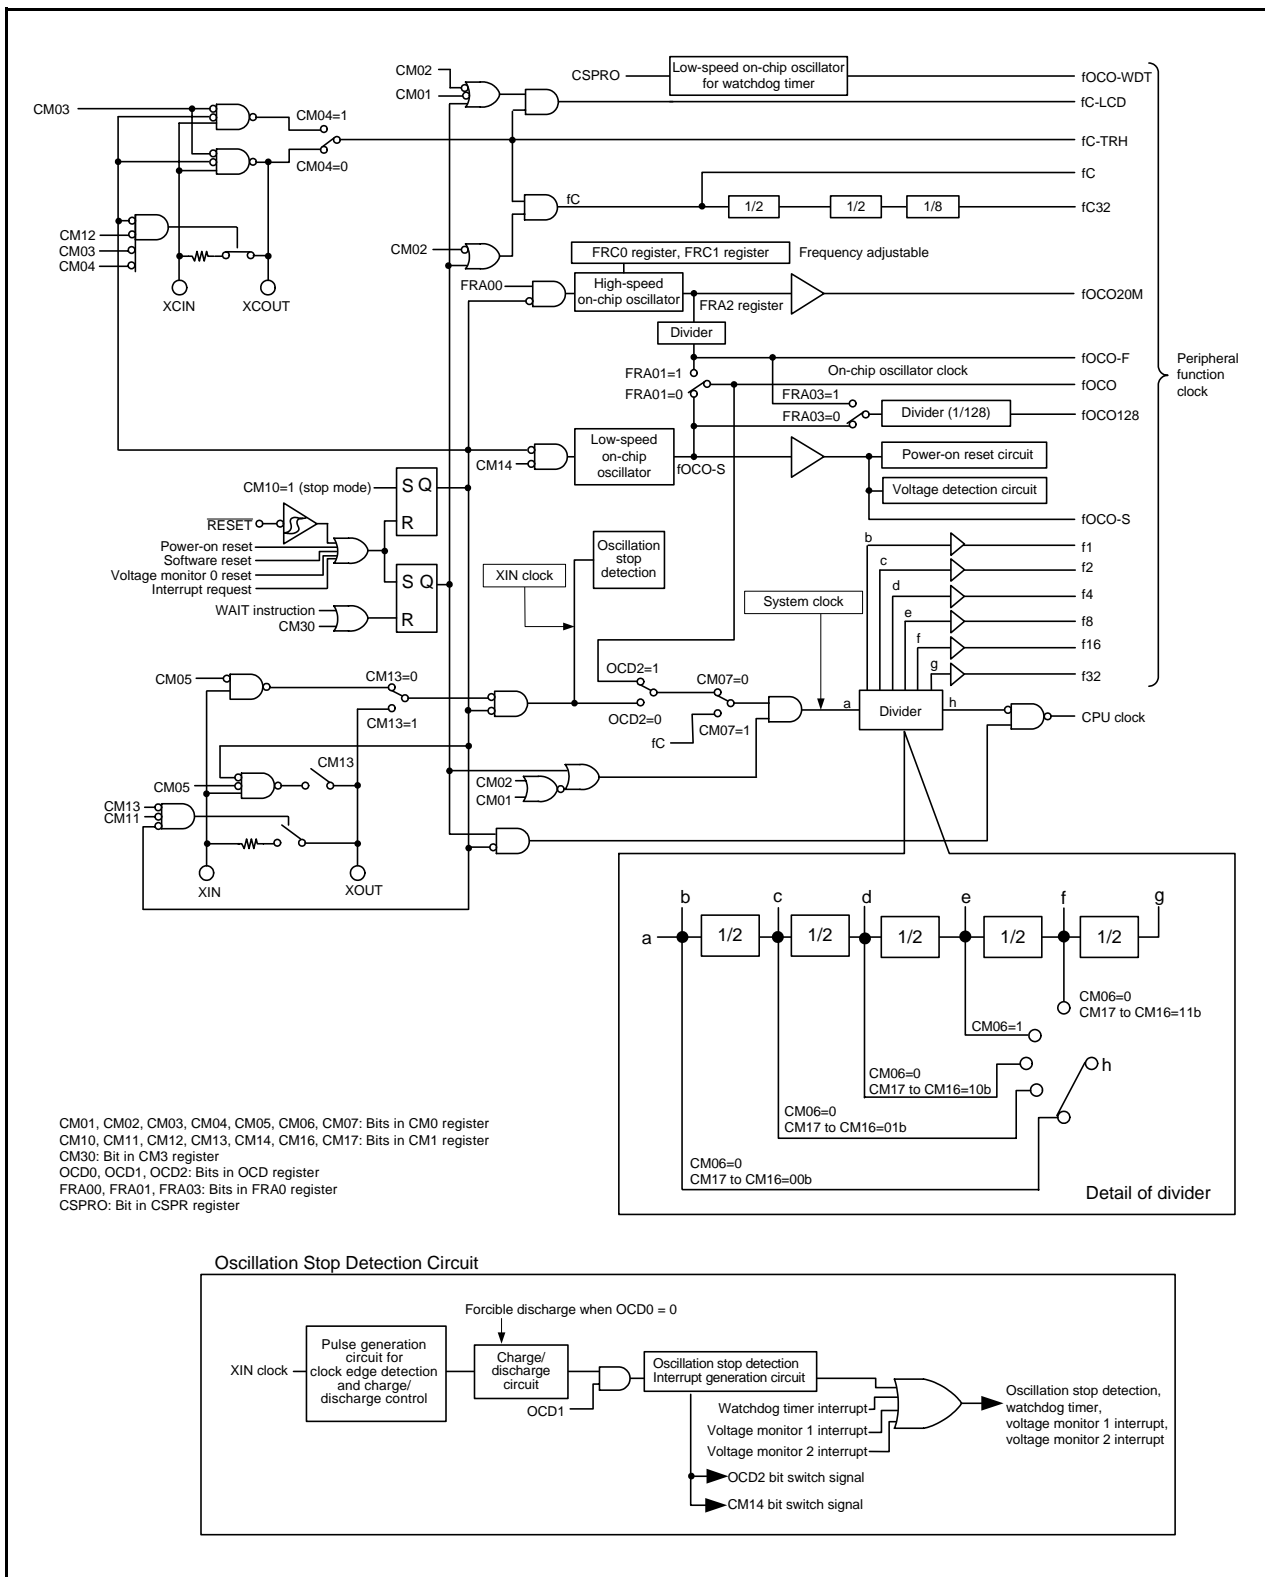 CM02
CM01
CSPRO
Low-speed on-chip oscillator
for watchdog timer
fOCO-WDT
fC-LCD
CM03
CM04=1
CM04=0
fC-TRH
fC
fC
1/2
1/2
1/8
fC32
CM12
CM03
CM04
XCIN
XCOUT
CM02
FRC0 register, FRC1 register
Frequency adjustable
FRA00
High-speed
on-chip oscillator
FRA2 register
fOCO20M
Divider
fOCO-F
Peripheral
function
clock
FRA01=1
FRA01=0
On-chip oscillator clock
fOCO
FRA03=1
FRA03=0
Divider (1/128)
fOCO128
CM14
Low-speed
on-chip
oscillator
fOCO-S
Power-on reset circuit
Voltage detection circuit
fOCO-S
CM10=1 (stop mode)
S Q
R
RESET
Power-on reset
Software reset
Voltage monitor 0 reset
Interrupt request
S Q
R
WAIT instruction
CM30
Oscillation
stop
detection
XIN clock
System clock
b
f1
c
f2
d
f4
e
f8
f
f16
g
f32
CM05
CM13=0
CM13=1
OCD2=1
OCD2=0
CM07=0
CM07=1
fC
a
Divider
h
CPU clock
CM13
CM05
CM13
CM11
XIN
XOUT
CM02
CM01
b
c
d
e
f
g
a
1/2
1/2
1/2
1/2
1/2
CM06=0
CM17 to CM16=11b
CM06=1
h
CM06=0
CM17 to CM16=10b
CM06=0
CM17 to CM16=01b
CM06=0
CM17 to CM16=00b
Detail of divider
CM01, CM02, CM03, CM04, CM05, CM06, CM07: Bits in CM0 register
CM10, CM11, CM12, CM13, CM14, CM16, CM17: Bits in CM1 register
CM30: Bit in CM3 register
OCD0, OCD1, OCD2: Bits in OCD register
FRA00, FRA01, FRA03: Bits in FRA0 register
CSPRO: Bit in CSPR register
Oscillation Stop Detection Circuit
Forcible discharge when OCD0 = 0
XIN clock
Pulse generation
circuit for
clock edge detection
and charge/
discharge control
Charge/
discharge
circuit
OCD1
Oscillation stop detection
Interrupt generation circuit
Watchdog timer interrupt
Voltage monitor 1 interrupt
Voltage monitor 2 interrupt
Oscillation stop detection,
watchdog timer,
voltage monitor 1 interrupt,
voltage monitor 2 interrupt
OCD2 bit switch signal
CM14 bit switch signal